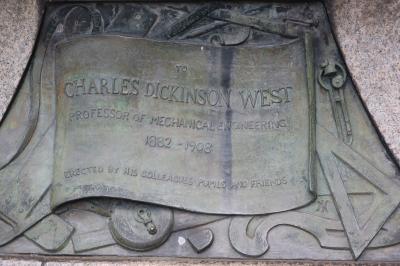 TO
CHARLES DICKINSON WEST
PROFESSOR OF MECHANICAL ENGINEERING
1882-1908
ERECTED BY HIS COLLEAGUES PUPILS AND FRIENDS